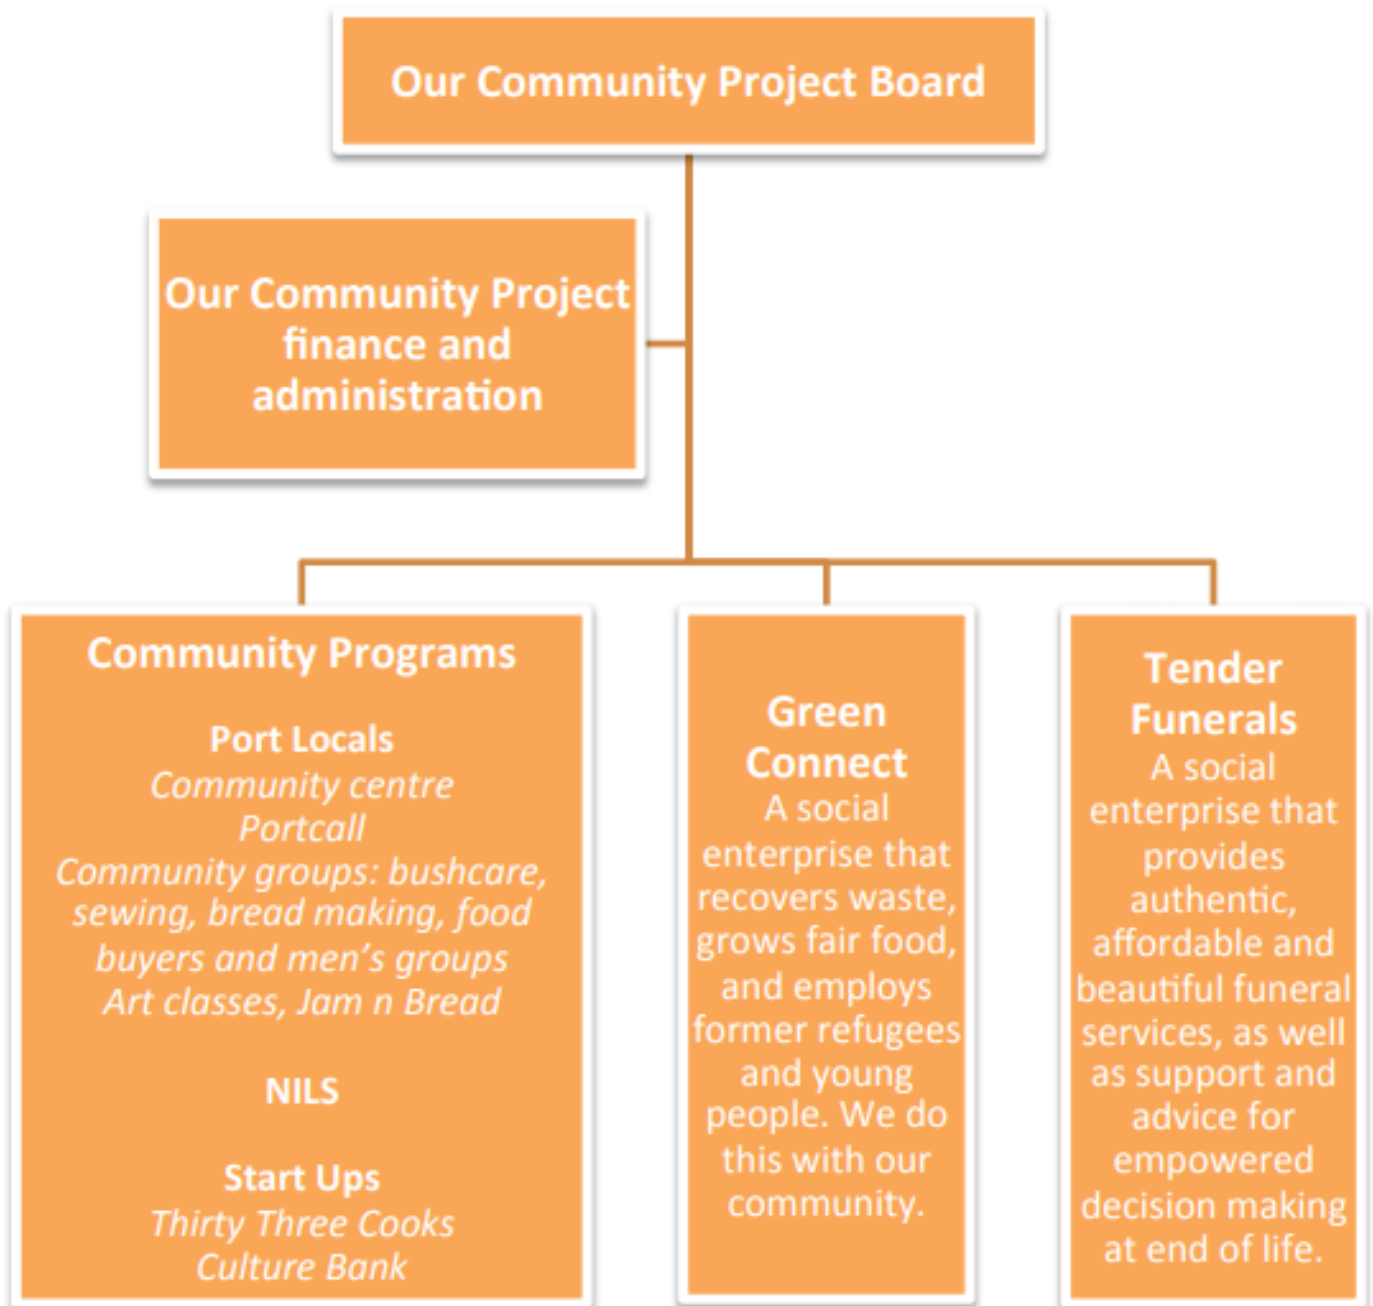 Our Community Project Board
Our Community Project
finance and
administration
Community Programs
Port Locals
Community centre
Portcall
Community groups: bushcare,
sewing, bread making, food
buyers and men’s groups
Art classes, Jam n Bread
NILS
Start Ups
Thirty Three Cooks
Culture Bank
Green
Connect
A social
enterprise that
recovers waste,
grows fair food,
and employs
former refugees
and young
people. We do
this with our
community.
Tender
Funerals
A social
enterprise that
provides
authentic,
affordable and
beautiful funeral
services, as well
as support and
advice for
empowered
decision making
at end of life.